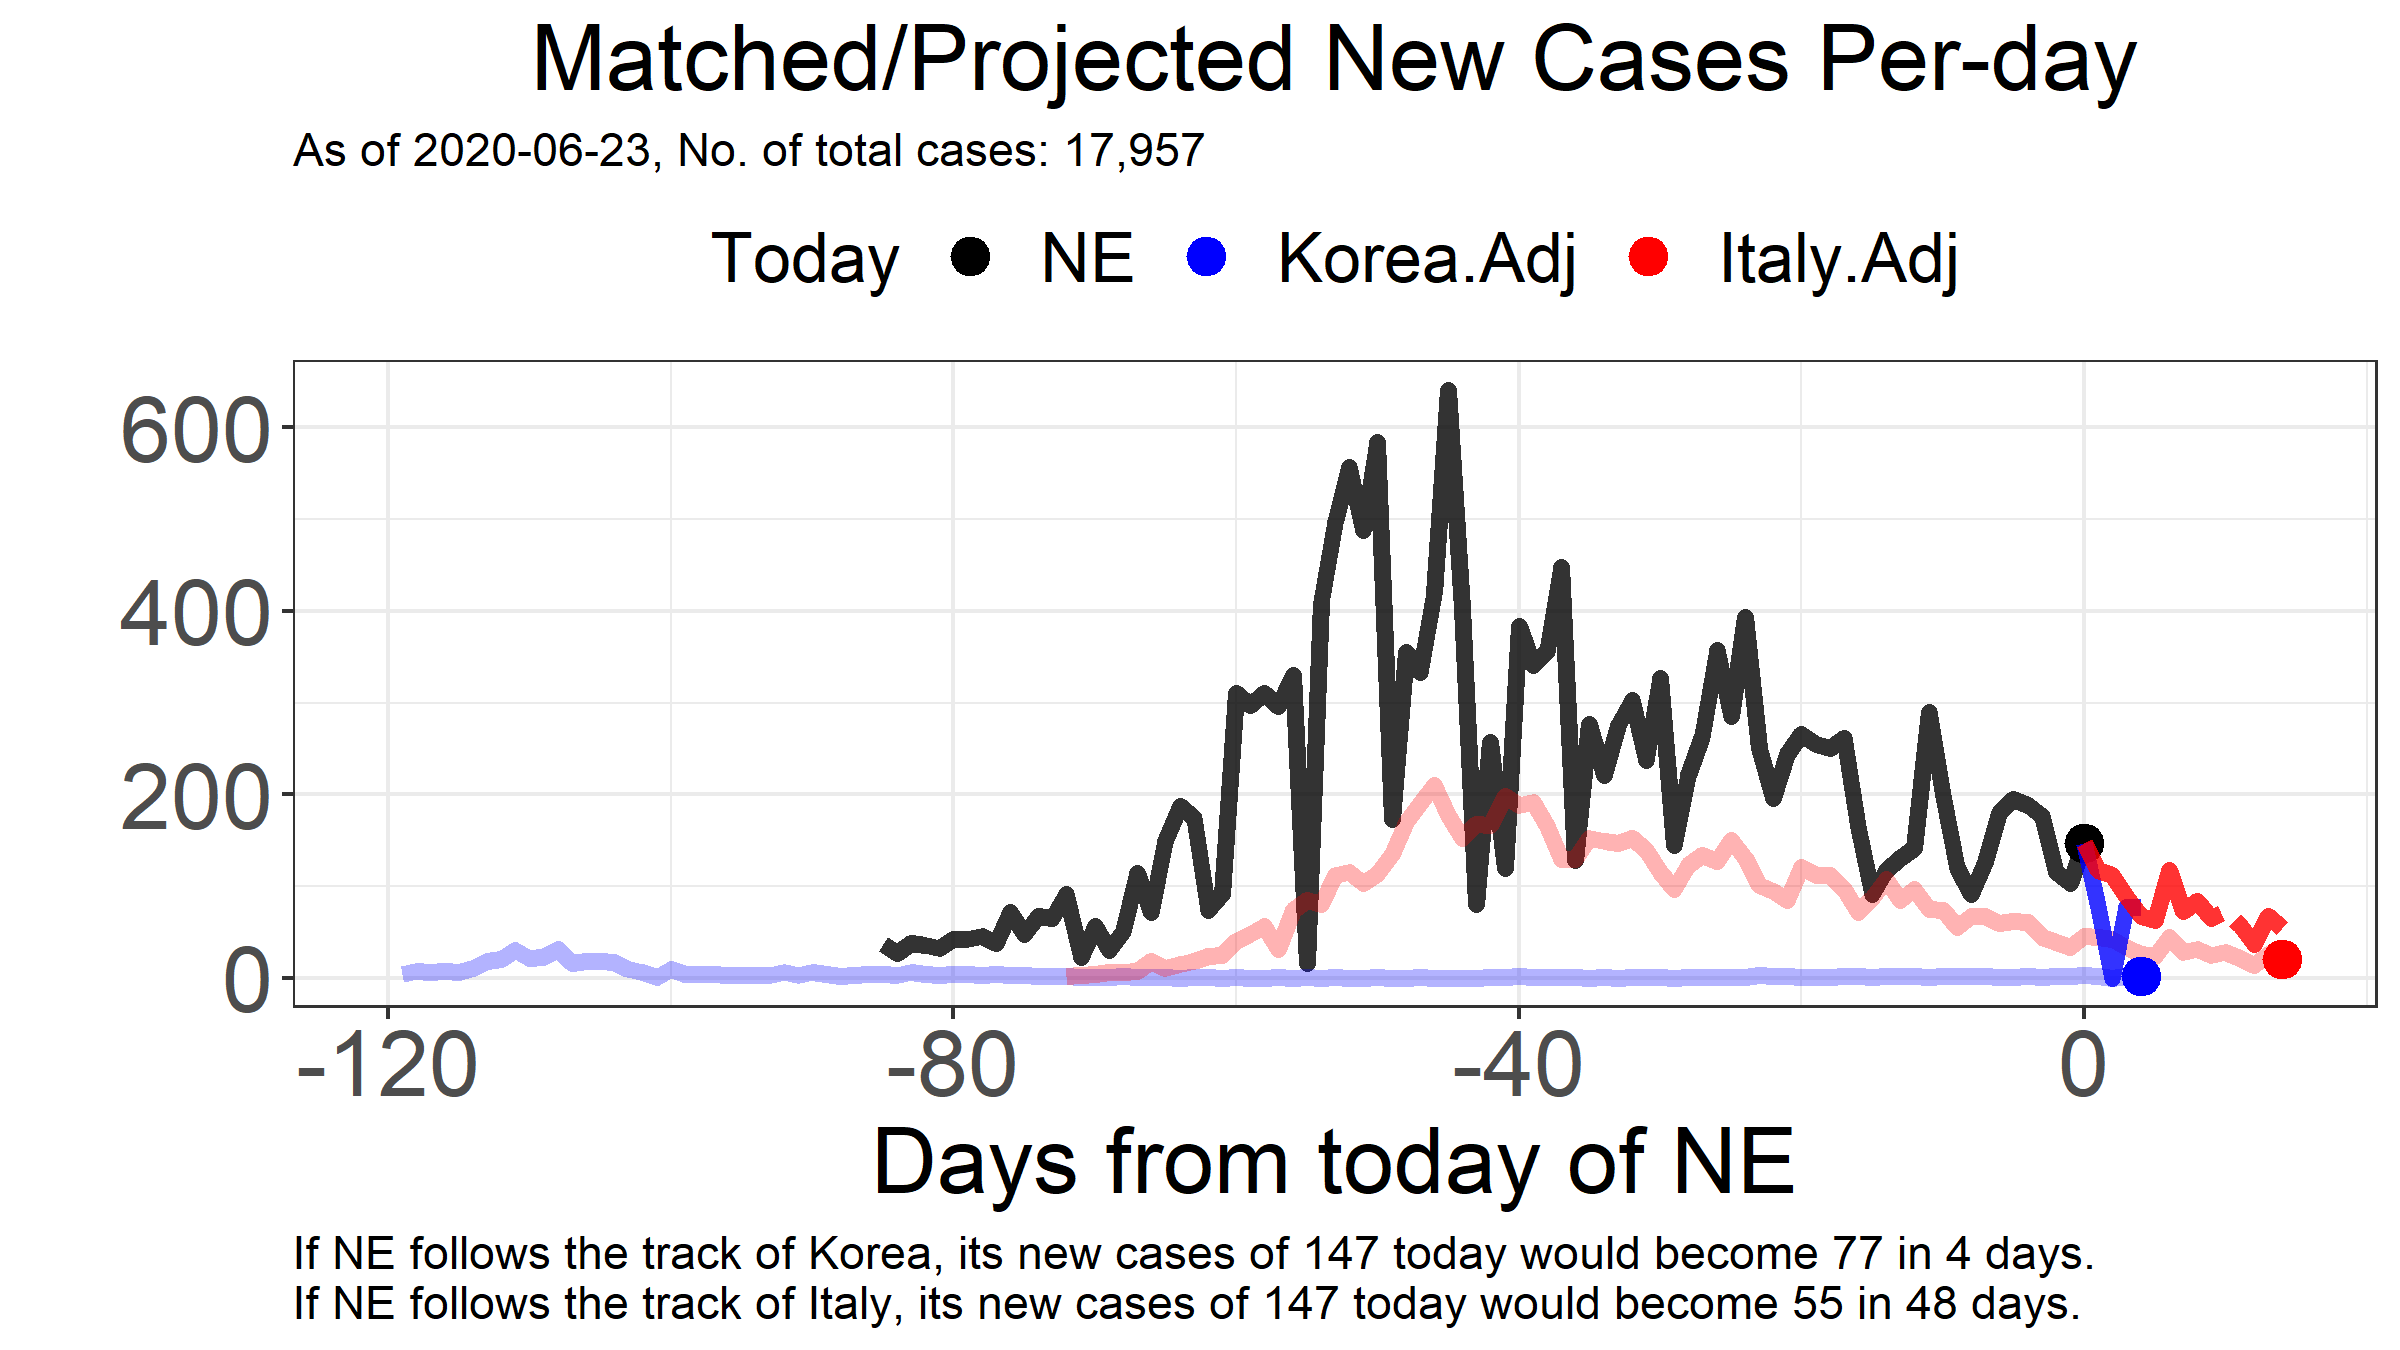 Matched/Projected New Cases Per-day
As of 2020-06-23, No. of total cases: 17,957
Today NE Korea.Adj Italy.Adj
600
400
200
0
-120 -80 -40 0
Days from today of NE
If NE follows the track of Korea, its new cases of 147 today would become 77 in 4 days.
If NE follows the track of Italy, its new cases of 147 today would become 55 in 48 days.